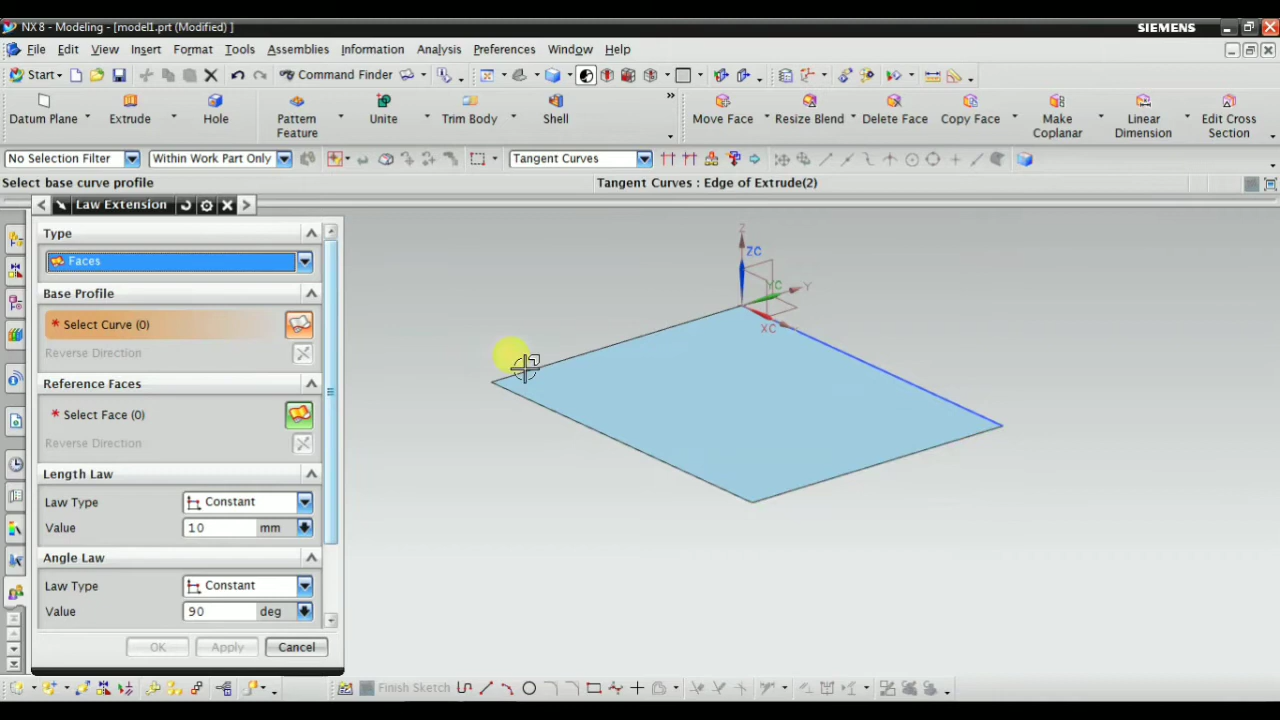 NX 8 - Modeling - [model1.prt (Modified) ]
SIEMENS
File Edit View Insert Format Tools Assemblies Information Analysis Preferences Window Help
Start Command Finder
Datum Plane Extrude Hole Pattern Feature Unite Trim Body Shell Move Face Resize Blend Delete Face Copy Face Make Coplanar Linear Dimension Edit Cross Section
No Selection Filter Within Work Part Only Tangent Curves
Select base curve profile Tangent Curves : Edge of Extrude(2)
Law Extension
Type
Faces
Base Profile
* Select Curve (0)
Reverse Direction
Reference Faces
* Select Face (0)
Reverse Direction
Length Law
Law Type Constant
Value 10 mm
Angle Law
Law Type Constant
Value 90 deg
OK Apply Cancel
Z
ZC
YC
Y
XC
Finish Sketch